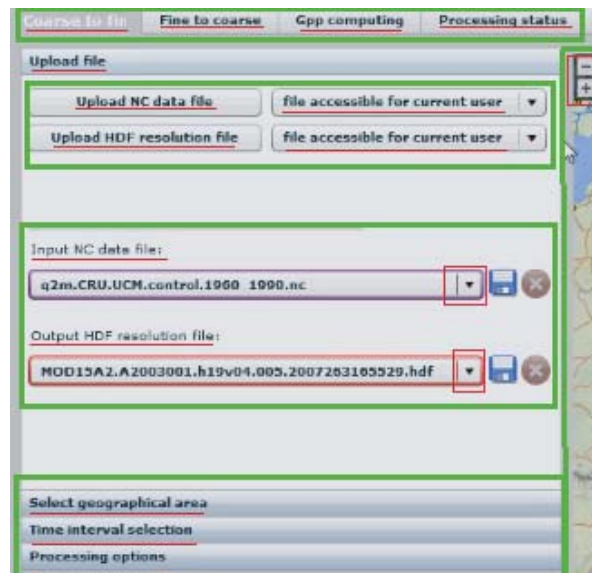 Coarse to fin Fine to coarse Gpp computing Processing status
Upload file
Upload NC data file file accessible for current user
Upload HDF resolution file file accessible for current user
Input NC data file:
q2m.CRU.UCM.control.1960 1990.nc
Output HDF resolution file:
MOD15A2.A2003001.h19v04.005.2007263165529.hdf
Select geographical area
Time interval selection
Processing options